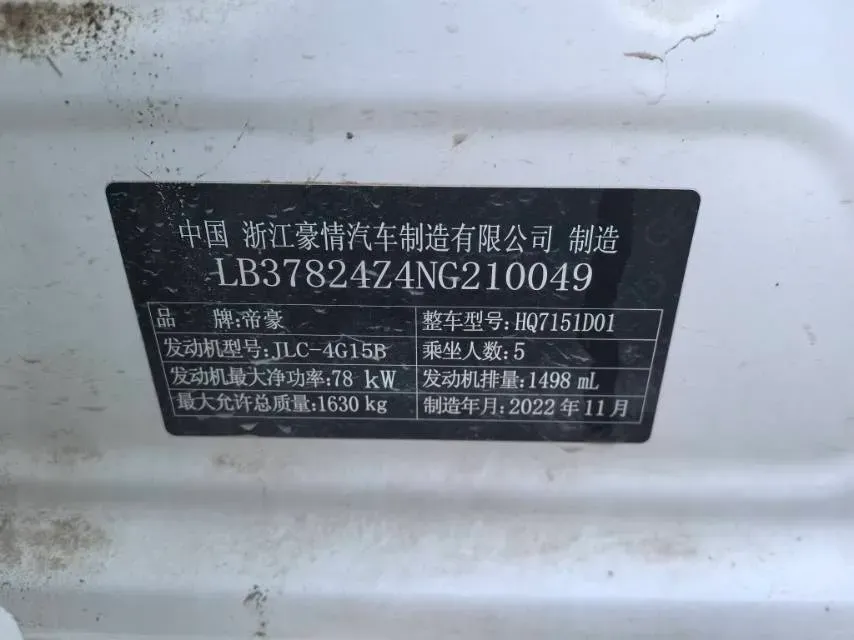 中国 浙江豪情汽车制造有限公司 制造
LB37824Z4NG210049
品 牌:帝豪 整车型号:HQ7151D01
发动机型号:JLC-4G15B 乘坐人数:5
发动机最大净功率:78 kW 发动机排量:1498 mL
最大允许总质量:1630 kg 制造年月:2022 年 11 月